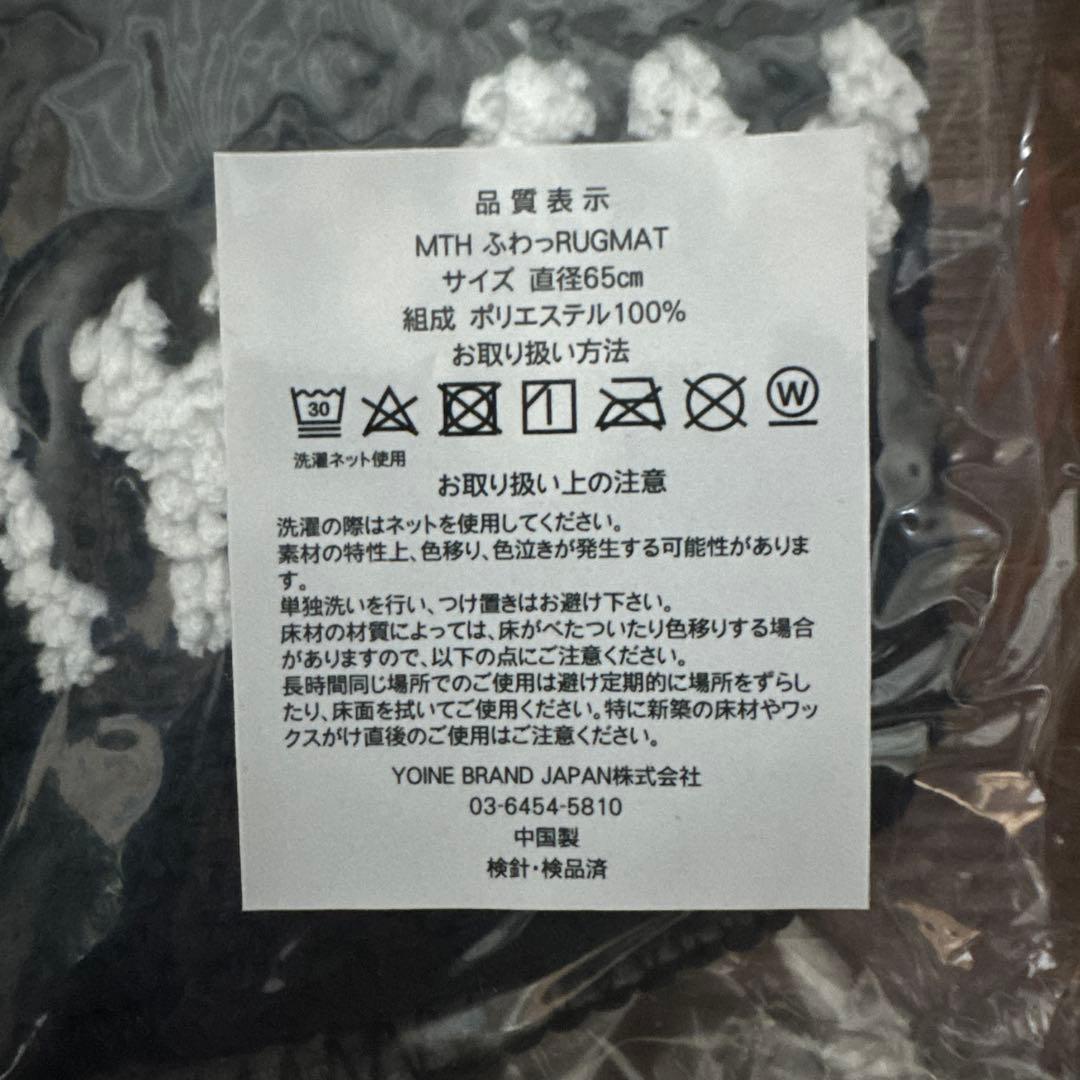 品質表示
MTH ふわっRUGMAT
サイズ 直径65㎝
組成 ポリエステル100%
お取り扱い方法
30
W
洗濯ネット使用
お取り扱い上の注意
洗濯の際はネットを使用してください。
素材の特性上、色移り、色泣きが発生する可能性がありま
す。
単独洗いを行い、つけ置きはお避け下さい。
床材の材質によっては、床がべたついたり色移りする場合
がありますので、以下の点にご注意ください。
長時間同じ場所でのご使用は避け定期的に場所をずらし
たり、床面を拭いてご使用ください。特に新築の床材やワッ
クスがけ直後のご使用はご注意ください。
YOINE BRAND JAPAN株式会社
03-6454-5810
中国製
検針・検品済